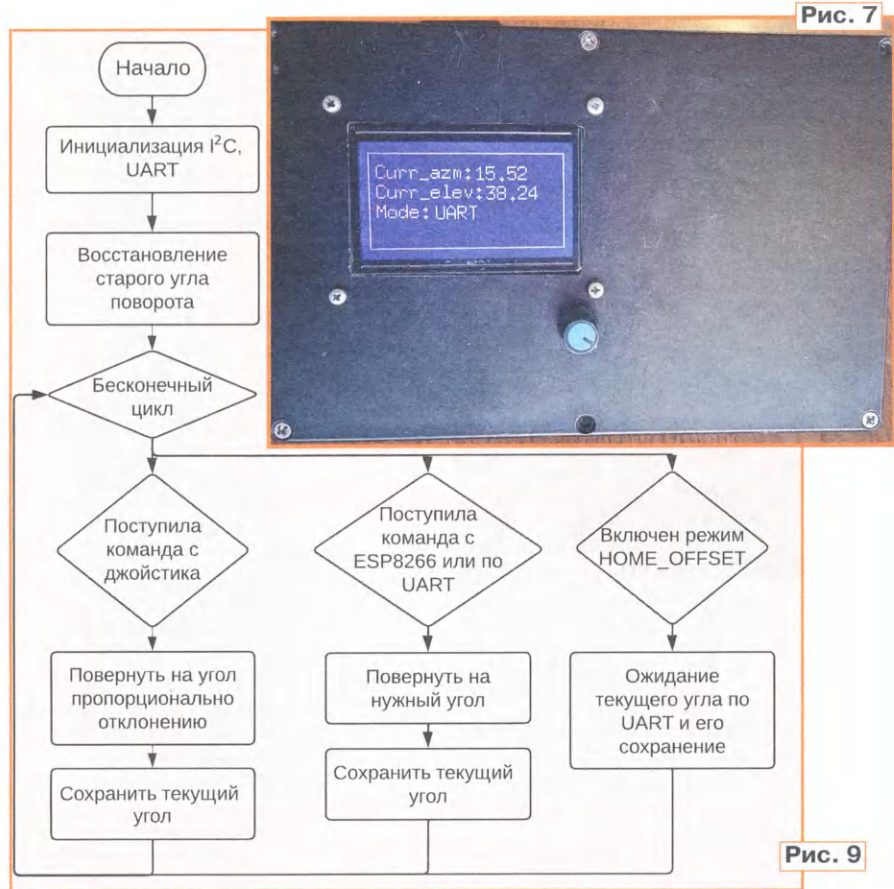 Рис. 7
Начало
Инициализация I²C,
UART
Восстановление
старого угла
поворота
Бесконечный
цикл
Curr_azm:15.52
Curr_elev:38.24
Mode:UART
Поступила
команда с
джойстика
Повернуть на угол
пропорционально
отклонению
Сохранить текущий
угол
Поступила
команда с
ESP8266 или по
UART
Повернуть на
нужный угол
Сохранить текущий
угол
Включен режим
HOME_OFFSET
Ожидание
текущего угла по
UART и его
сохранение
Рис. 9